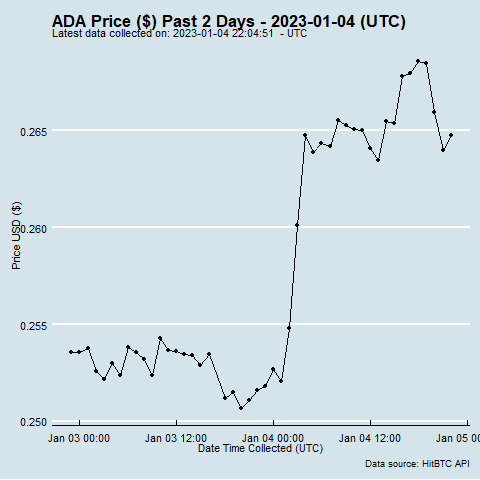 ADA Price ($) Past 2 Days - 2023-01-04 (UTC)
Latest data collected on: 2023-01-04 22:04:51 - UTC
0.265
0.260
0.255
0.250
Price USD ($)
Jan 03 00:00 Jan 03 12:00 Jan 04 00:00 Jan 04 12:00 Jan 05 0
Date Time Collected (UTC)
Data source: HitBTC API